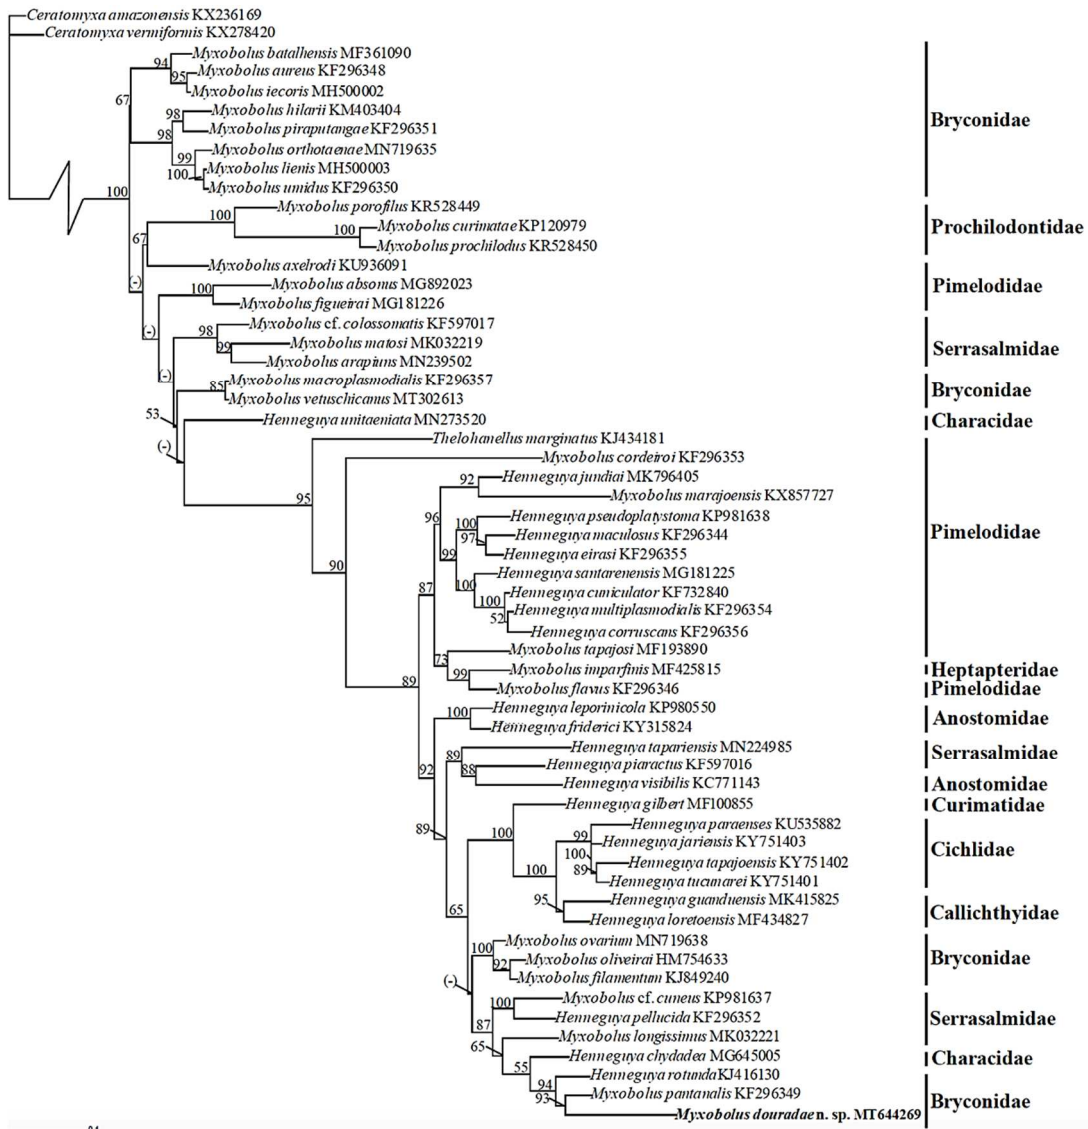 Ceratomyxa amazonensis KX236169
Ceratomyxa vermiformis KX278420
Myxobolus batalhensis MF361090
94
Myxobolus aureus KF296348
95
Myxobolus iecoris MH500002
67
Myxobolus hilarii KM403404
98
Bryconidae
Myxobolus piraputangae KF296351
98
Myxobolus orthotaenae MN719635
99
Myxobolus lienis MH500003
100
Myxobolus umidus KF296350
100
Myxobolus porofilus KR528449
100
Myxobolus curimatae KP120979
Prochilodontidae
100
Myxobolus prochilodus KR528450
67
Myxobolus axelrodi KU936091
(-)
Myxobolus absonus MG892023
Pimelodidae
100
Myxobolus figueirai MG181226
Myxobolus cf. colossomatis KF597017
(-)
98
Myxobolus matosi MK032219
Serrasalmidae
99
Myxobolus arapiuns MN239502
(-)
Myxobolus macroplasmodialis KF296357
85
Bryconidae
Myxobolus vetuschicanus MT302613
53
Henneguya unitaeniata MN273520
Characidae
(-)
Thelohanellus marginatus KJ434181
Myxobolus cordeiroi KF296353
Henneguya jundiai MK796405
92
Myxobolus marajoensis KX857727
95
Henneguya pseudoplatystoma KP981638
96
100
Pimelodidae
Henneguya maculosus KF296344
97
Henneguya eirasi KF296355
99
90
Henneguya santarenensis MG181225
100
Henneguya cuniculator KF732840
87
100
Henneguya multiplasmodialis KF296354
52
Henneguya corruscans KF296356
Myxobolus tapajosi MF193890
73
Myxobolus imparfinis MF425815
Heptapteridae
99
Myxobolus flavus KF296346
Pimelodidae
89
Henneguya leporinicola KP980550
100
Anostomidae
Henneguya friderici KY315824
Henneguya tapariensis MN224985
Serrasalmidae
89
Henneguya piaractus KF597016
92
88
Henneguya visibilis KC771143
Anostomidae
Henneguya gilbert MF100855
Curimatidae
Henneguya paraenses KU535882
89
100
99
Henneguya jariensis KY751403
Cichlidae
100
Henneguya tapajoensis KY751402
100
89
Henneguya tucunarei KY751401
Henneguya guanduensis MK415825
95
Callichthyidae
65
Henneguya loretoensis MF434827
Myxobolus ovarium MN719638
100
Myxobolus oliveirai HM754633
Bryconidae
92
Myxobolus filamentum KJ849240
(-)
Myxobolus cf. cuneus KP981637
100
Henneguya pellucida KF296352
Serrasalmidae
87
Myxobolus longissimus MK032221
65
Henneguya chydadea MG645005
Characidae
55
Henneguya rotunda KJ416130
94
Myxobolus pantanalis KF296349
93
Bryconidae
Myxobolus douradae n. sp. MT644269